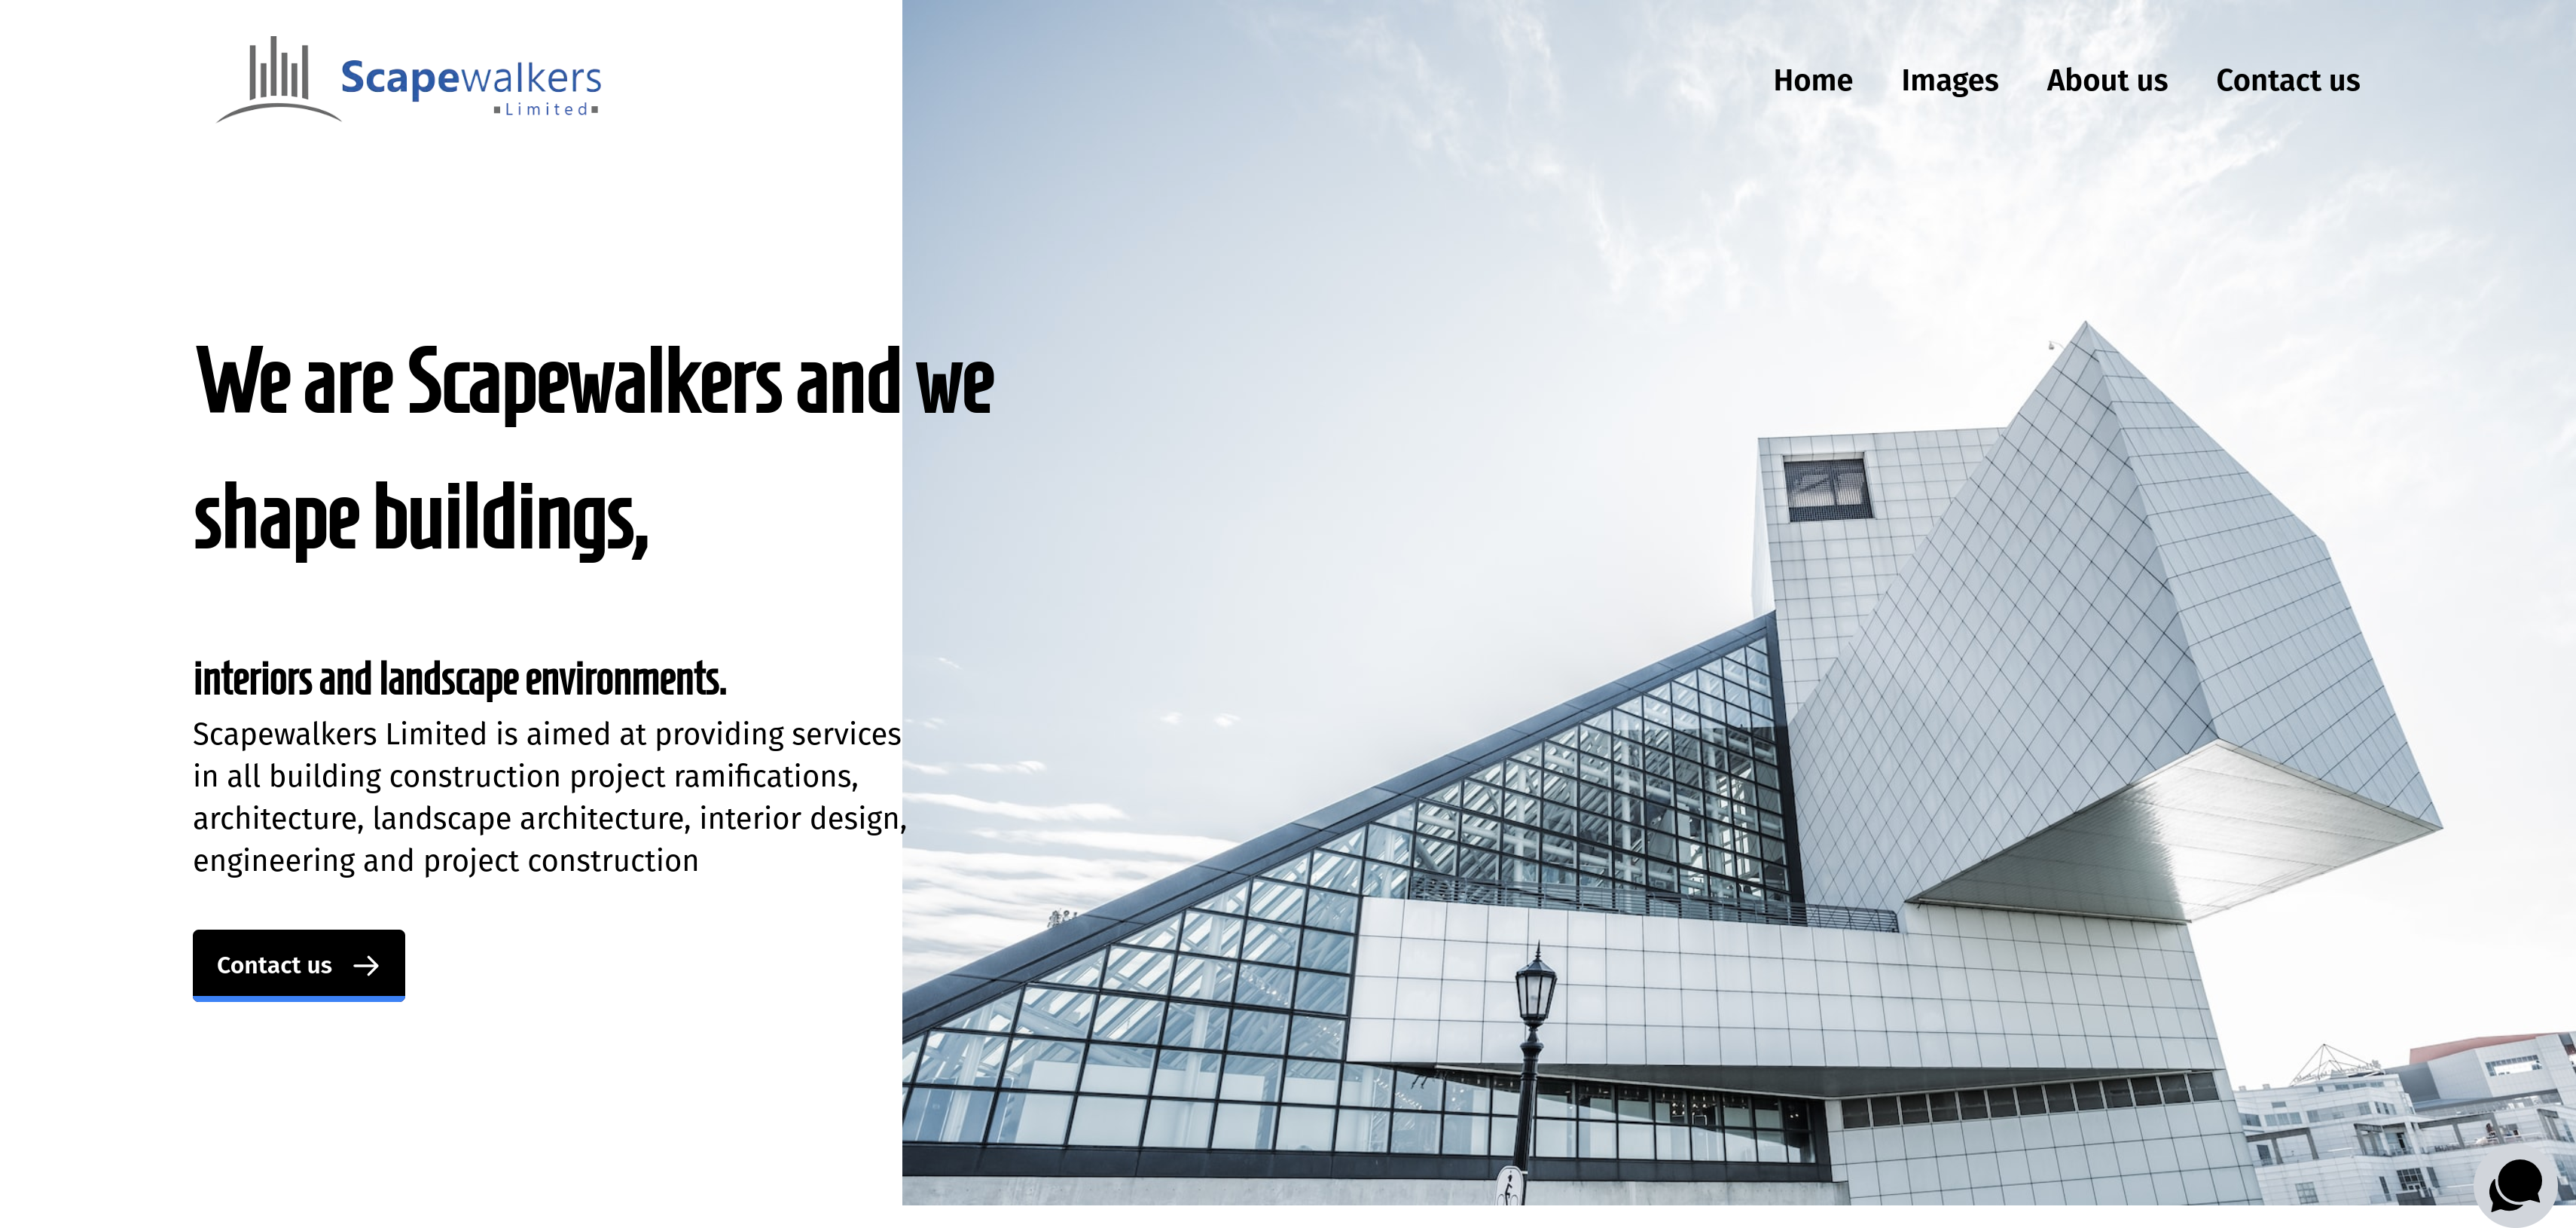 Scapewalkers
Limited
Home Images About us Contact us
We are Scapewalkers and we
shape buildings,
interiors and landscape environments.
Scapewalkers Limited is aimed at providing services
in all building construction project ramifications,
architecture, landscape architecture, interior design,
engineering and project construction
Contact us